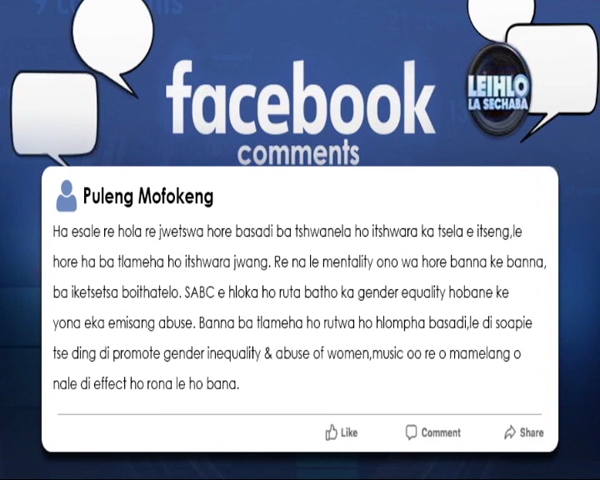 facebook
comments
LEIHLO
LA SECHABA
Puleng Mofokeng
Ha esale re hola re jwetswa hore basadi ba tshwanela ho itshwara ka tsela e itseng,le
hore ha ba tlameha ho itshwara jwang. Re na le mentality ono wa hore banna ke banna,
ba iketsetsa boithatelo. SABC e hloka ho ruta batho ka gender equality hobane ke
yona eka emisang abuse. Banna ba tlameha ho rutwa ho hlompha basadi,le di soapie
tse ding di promote gender inequality & abuse of women,music oo re o mamelang o
nale di effect ho rona le ho bana.
Like Comment Share